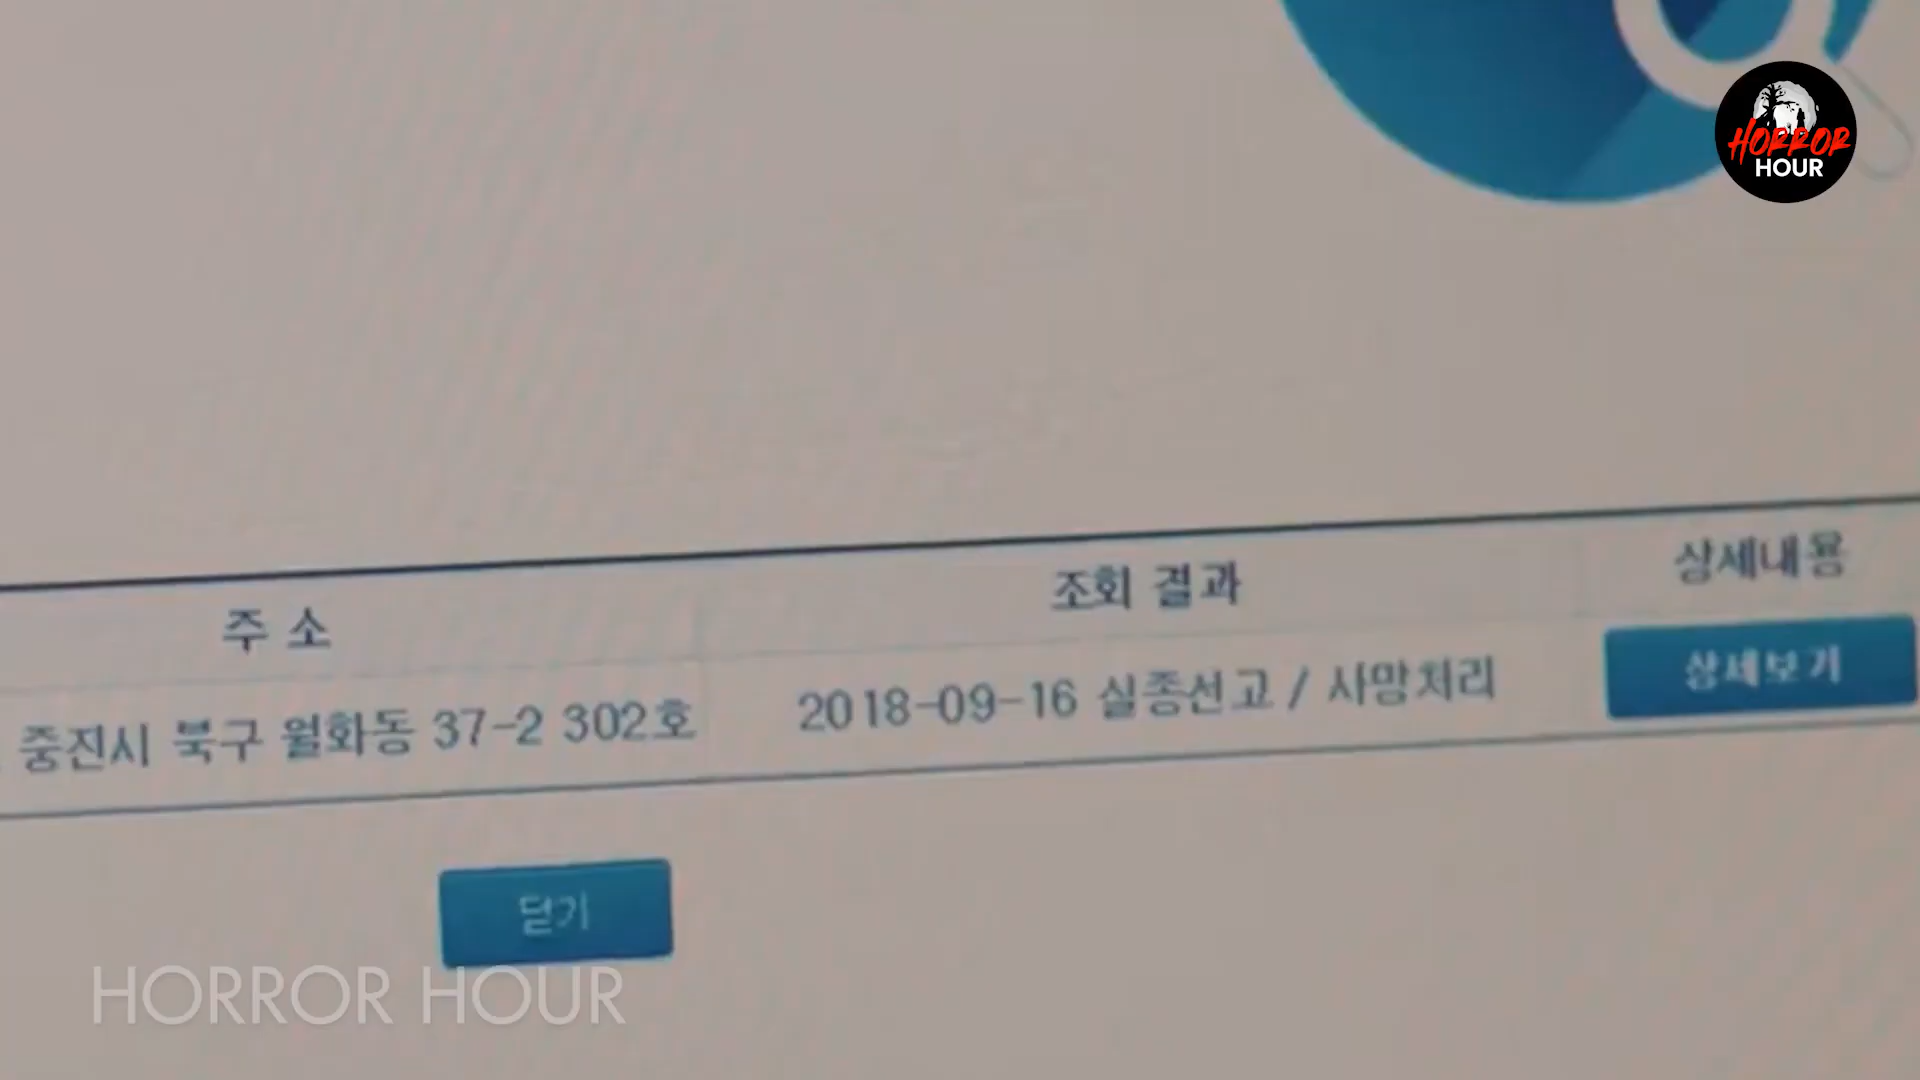 HORROR
HOUR
주 소
조회 결과
상세내용
중진시 북구 월화동 37-2 302호
2018-09-16 실종선고 / 사망처리
상세보기
닫기
HORROR HOUR